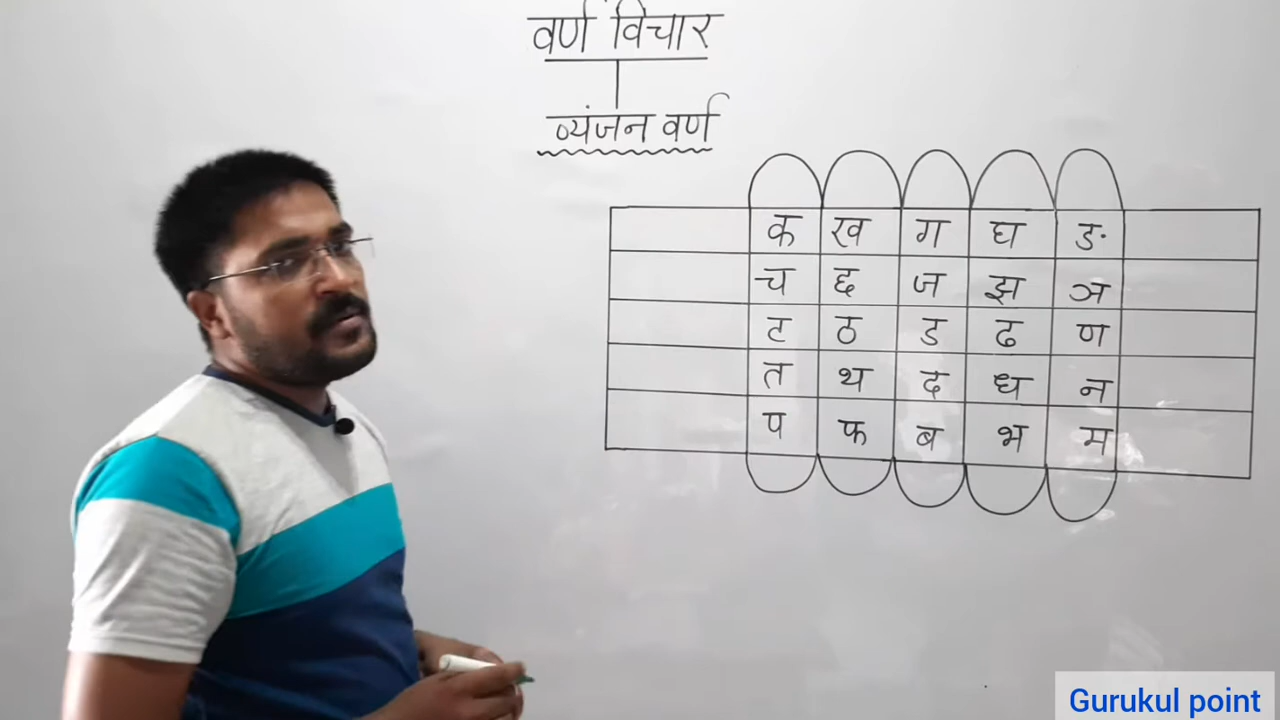 वर्ण विचार
व्यंजन वर्ण
क ख ग घ ङ
च छ ज झ ञ
ट ठ ड ढ ण
त थ द ध न
प फ ब भ म
Gurukul point